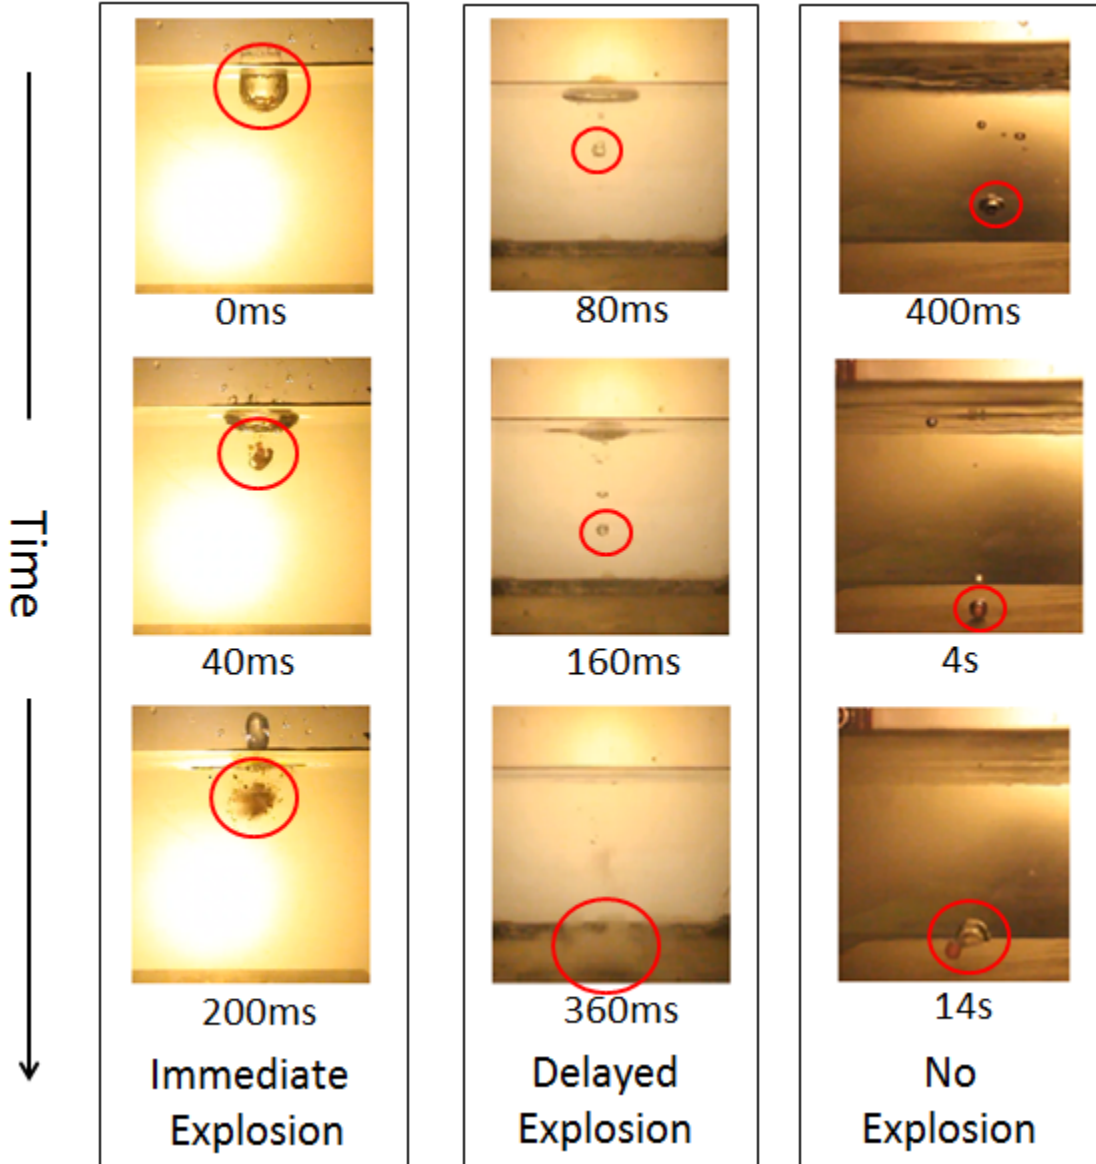 Time
0ms
80ms
400ms
40ms
160ms
4s
200ms
360ms
14s
Immediate
Explosion
Delayed
Explosion
No
Explosion